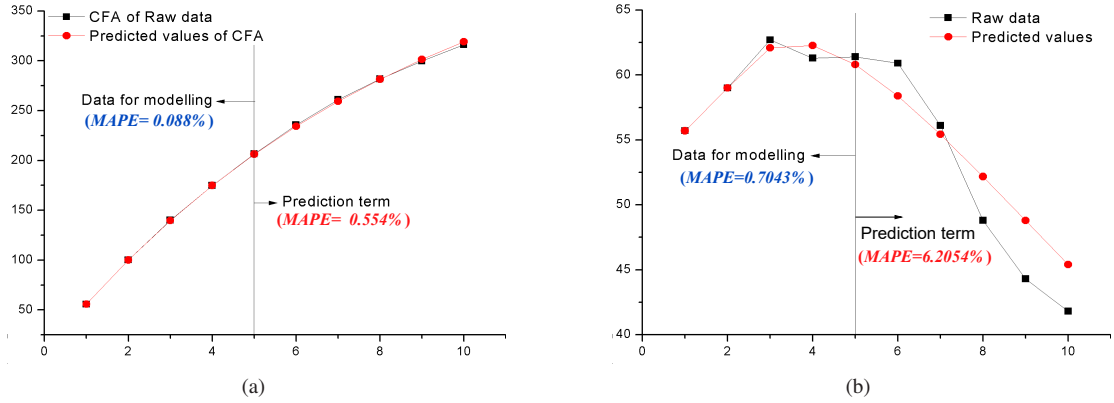 350
300
250
200
150
100
50
CFA of Raw data
Predicted values of CFA
Data for modelling
(MAPE= 0.088%)
Prediction term
(MAPE= 0.554%)
0 2 4 6 8 10
(a)
65
60
55
50
45
40
Raw data
Predicted values
Data for modelling
(MAPE=0.7043%)
Prediction term
(MAPE=6.2054%)
0 2 4 6 8 10
(b)